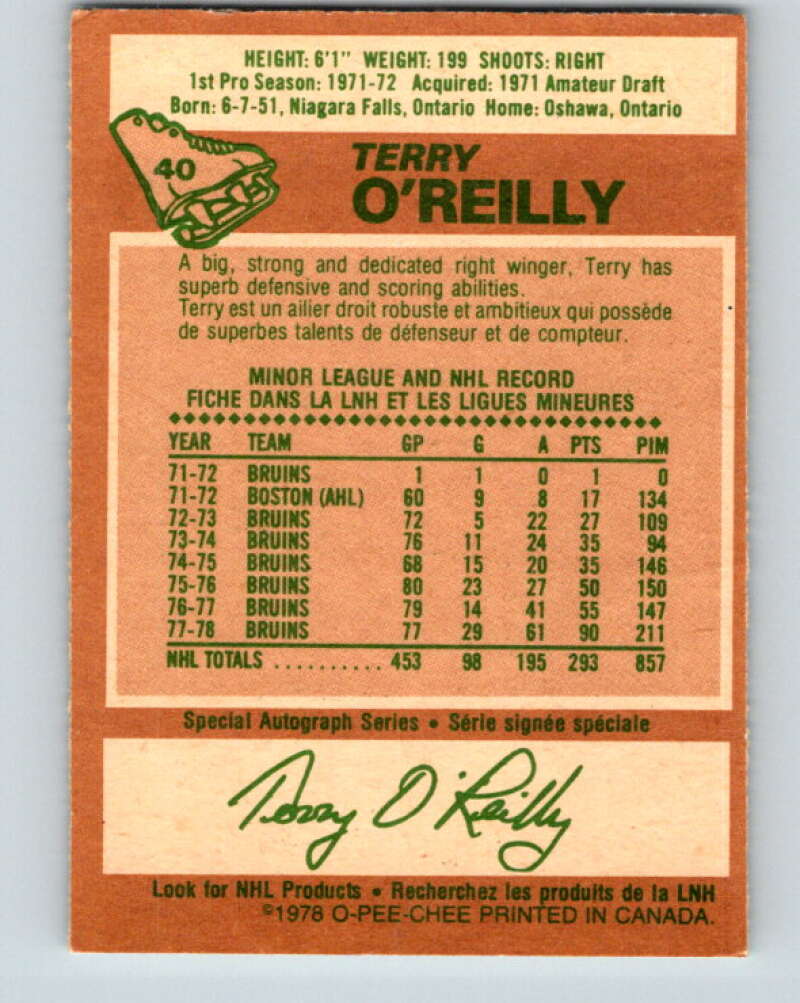 HEIGHT: 6'1" WEIGHT: 199 SHOOTS: RIGHT
1st Pro Season: 1971-72 Acquired: 1971 Amateur Draft
Born: 6-7-51, Niagara Falls, Ontario Home: Oshawa, Ontario
40
TERRY
O'REILLY
A big, strong and dedicated right winger, Terry has
superb defensive and scoring abilities.
Terry est un ailier droit robuste et ambitieux qui possède
de superbes talents de défenseur et de compteur.
MINOR LEAGUE AND NHL RECORD
FICHE DANS LA LNH ET LES LIGUES MINEURES
YEAR TEAM GP G A PTS PIM
71-72 BRUINS 1 1 0 1 0
71-72 BOSTON (AHL) 60 9 8 17 134
72-73 BRUINS 72 5 22 27 109
73-74 BRUINS 76 11 24 35 94
74-75 BRUINS 68 15 20 35 146
75-76 BRUINS 80 23 27 50 150
76-77 BRUINS 79 14 41 55 147
77-78 BRUINS 77 29 61 90 211
NHL TOTALS .......... 453 98 195 293 857
Special Autograph Series • Série signée spéciale
Terry O'Reilly
Look for NHL Products • Recherchez les produits de la LNH
©1978 O-PEE-CHEE PRINTED IN CANADA.